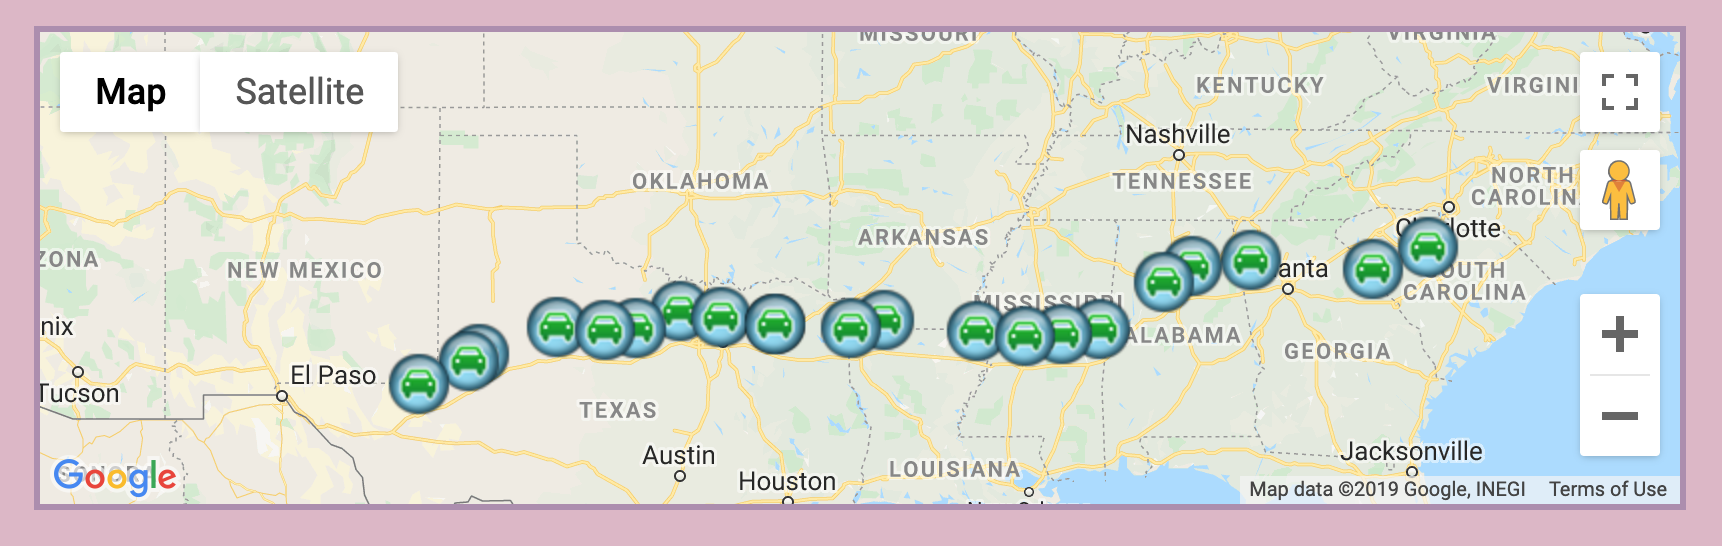 MISSOURI
VIRGINIA
Map
Satellite
KENTUCKY
VIRGINI
Nashville
OKLAHOMA
TENNESSEE
NORTH
CAROLIN
ARKANSAS
Charlotte
ZONA
NEW MEXICO
anta
OUTH
CAROLINA
MISSISSIPPI
nix
ALABAMA
GEORGIA
El Paso
Tucson
TEXAS
Austin
Jacksonville
LOUISIANA
Houston
SONORA
Google
Map data ©2019 Google, INEGI
Terms of Use